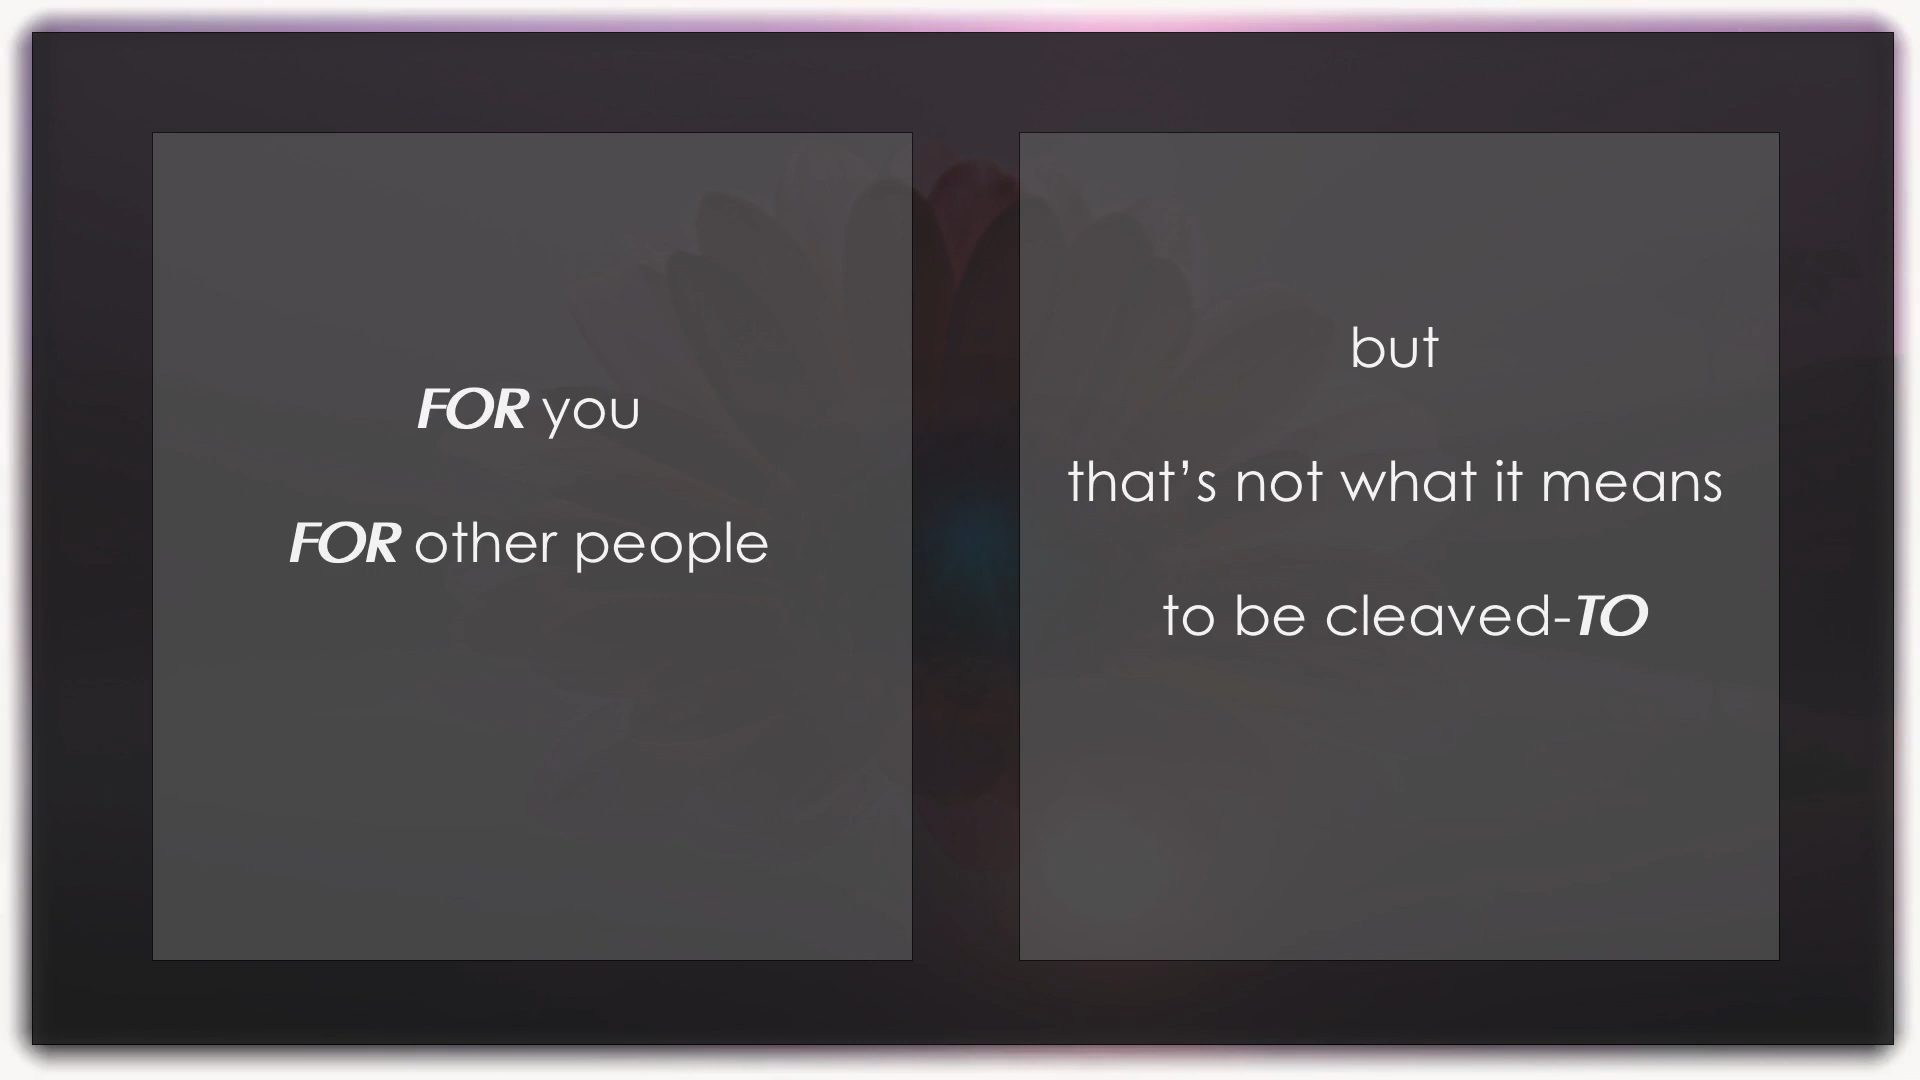 FOR you
FOR other people
but
that’s not what it means
to be cleaved-TO